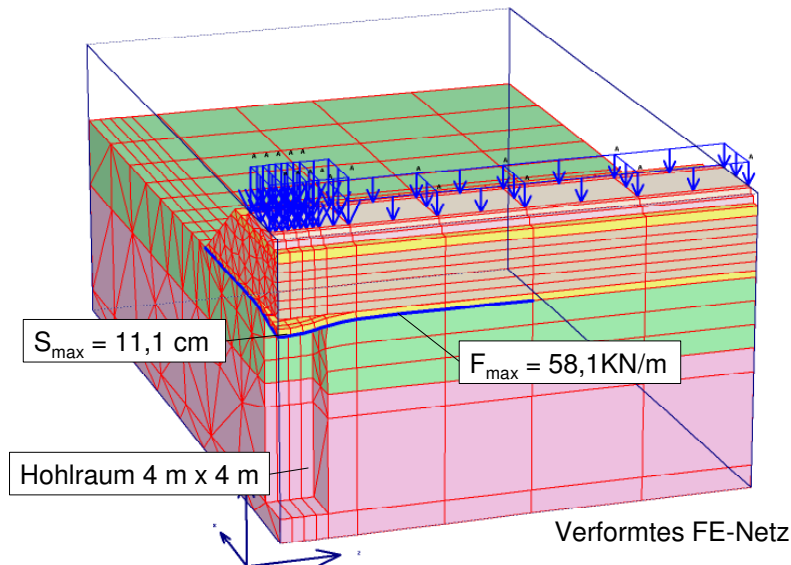 S_max = 11,1 cm
F_max = 58,1KN/m
Hohlraum 4 m x 4 m
Verformtes FE-Netz